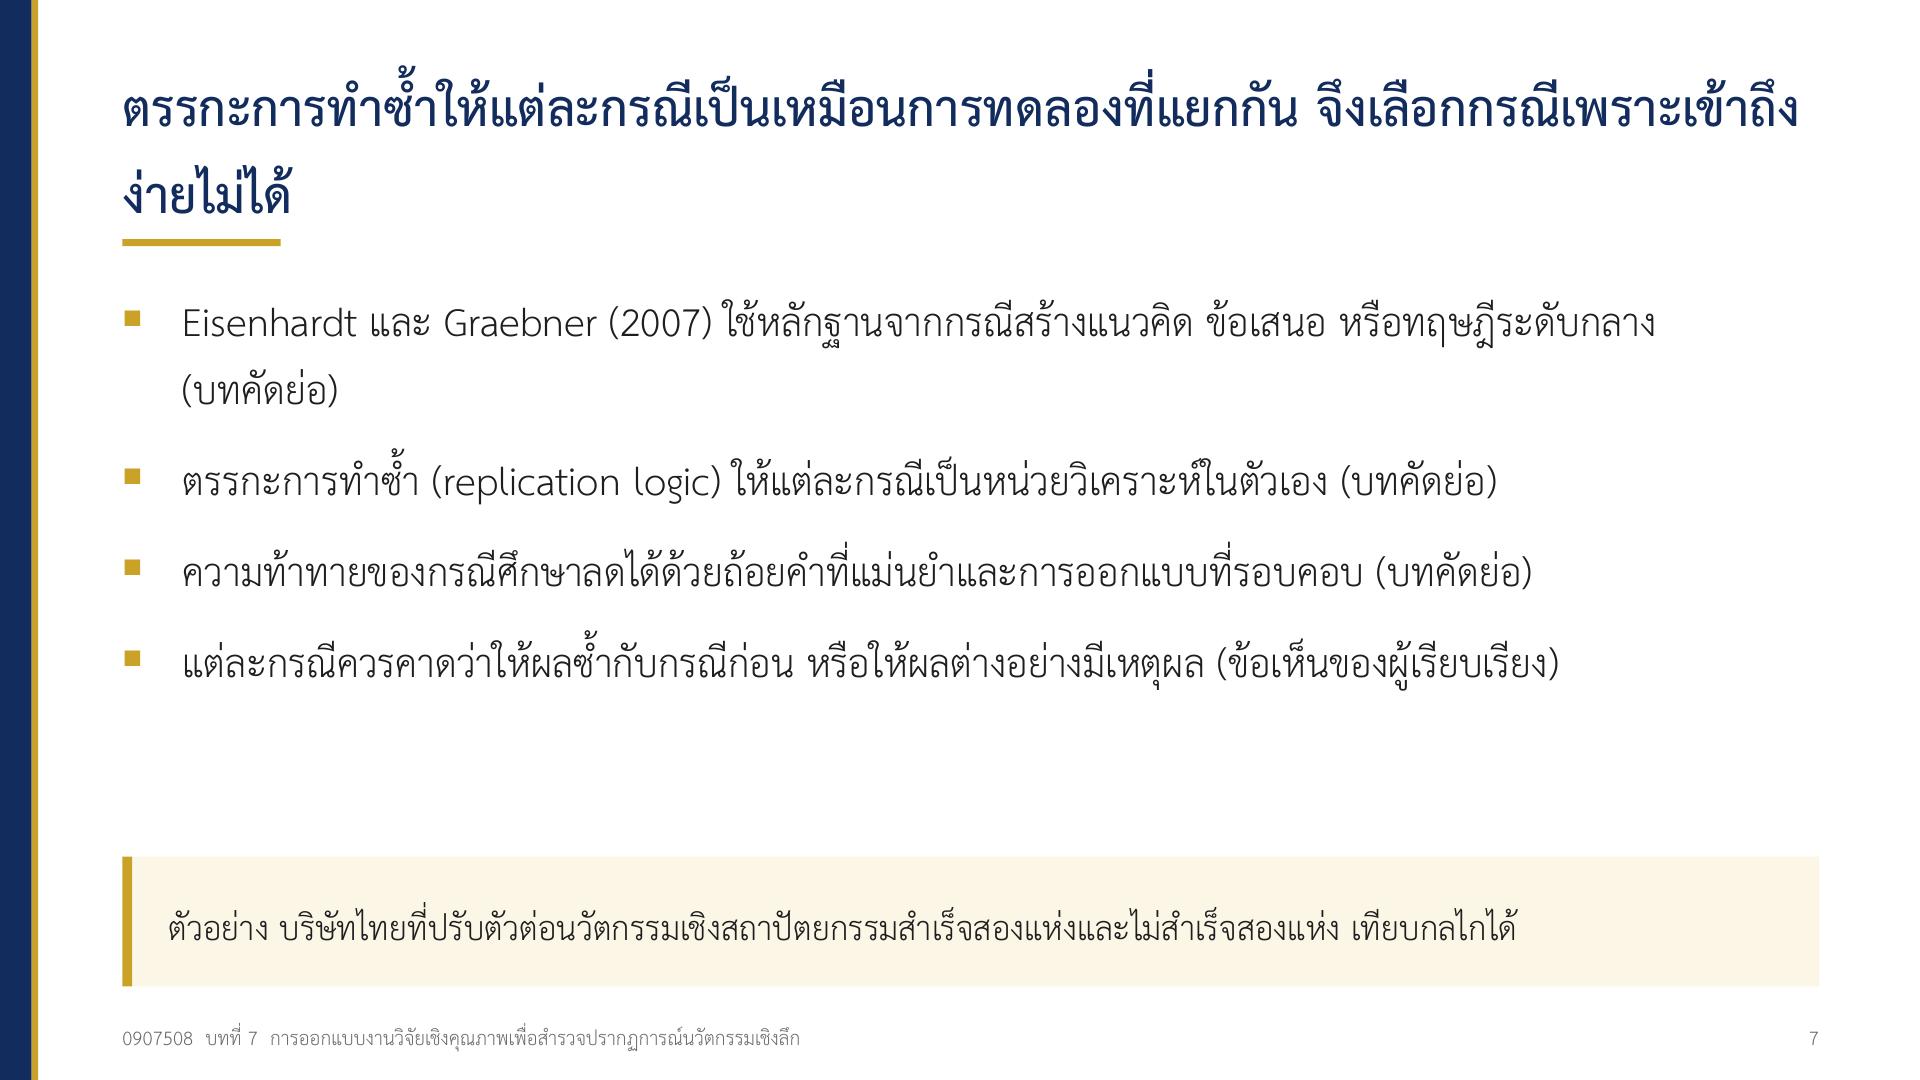 ตรรกะการทำซ้ำให้แต่ละกรณีเป็นเหมือนการทดลองที่แยกกัน จึงเลือกกรณีเพราะเข้าถึง
ง่ายไม่ได้
Eisenhardt และ Graebner (2007) ใช้หลักฐานจากกรณีสร้างแนวคิด ข้อเสนอ หรือทฤษฎีระดับกลาง
(บทคัดย่อ)
ตรรกะการทำซ้ำ (replication logic) ให้แต่ละกรณีเป็นหน่วยวิเคราะห์ในตัวเอง (บทคัดย่อ)
ความท้าทายของกรณีศึกษาลดได้ด้วยถ้อยคำที่แม่นยำและการออกแบบที่รอบคอบ (บทคัดย่อ)
แต่ละกรณีควรคาดว่าให้ผลซ้ำกับกรณีก่อน หรือให้ผลต่างอย่างมีเหตุผล (ข้อเห็นของผู้เรียบเรียง)
ตัวอย่าง บริษัทไทยที่ปรับตัวต่อนวัตกรรมเชิงสถาปัตยกรรมสำเร็จสองแห่งและไม่สำเร็จสองแห่ง เทียบกลไกได้
0907508 บทที่ 7 การออกแบบงานวิจัยเชิงคุณภาพเพื่อสำรวจปรากฏการณ์นวัตกรรมเชิงลึก
7